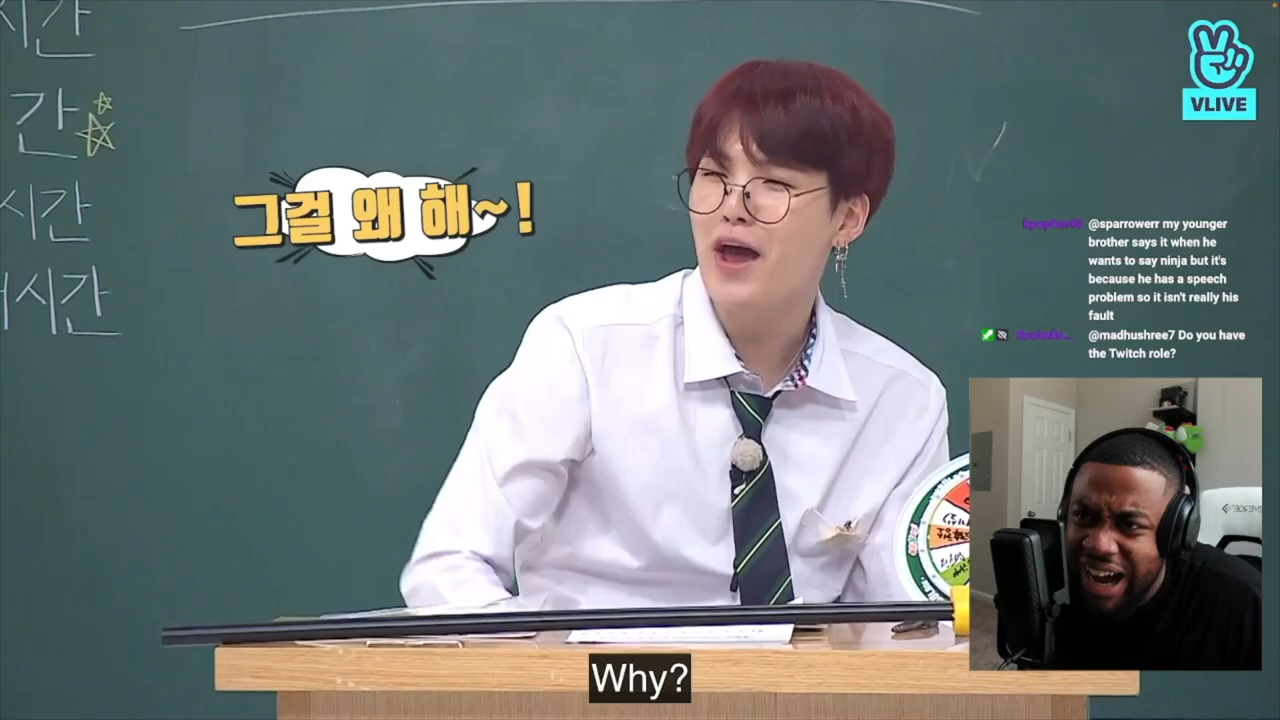 시간
간
시간
시간
그걸 왜 해~!
VLIVE
@sparrowerr my younger
brother says it when he
wants to say ninja but it's
because he has a speech
problem so it isn't really his
fault
@madhushree7 Do you have
the Twitch role?
Why?